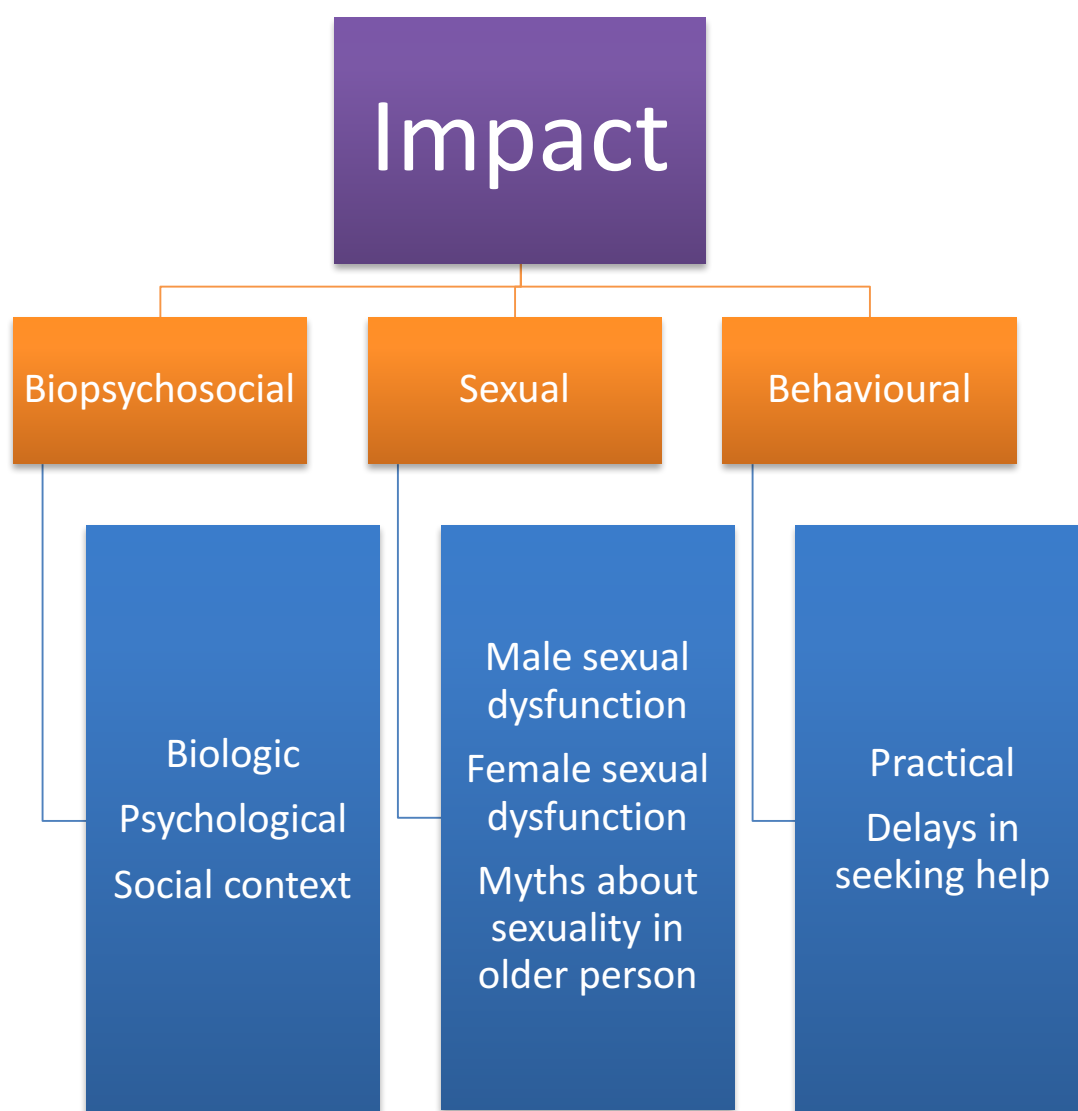 Impact
Biopsychosocial
Sexual
Behavioural
Biologic
Psychological
Social context
Male sexual
dysfunction
Female sexual
dysfunction
Myths about
sexuality in
older person
Practical
Delays in
seeking help